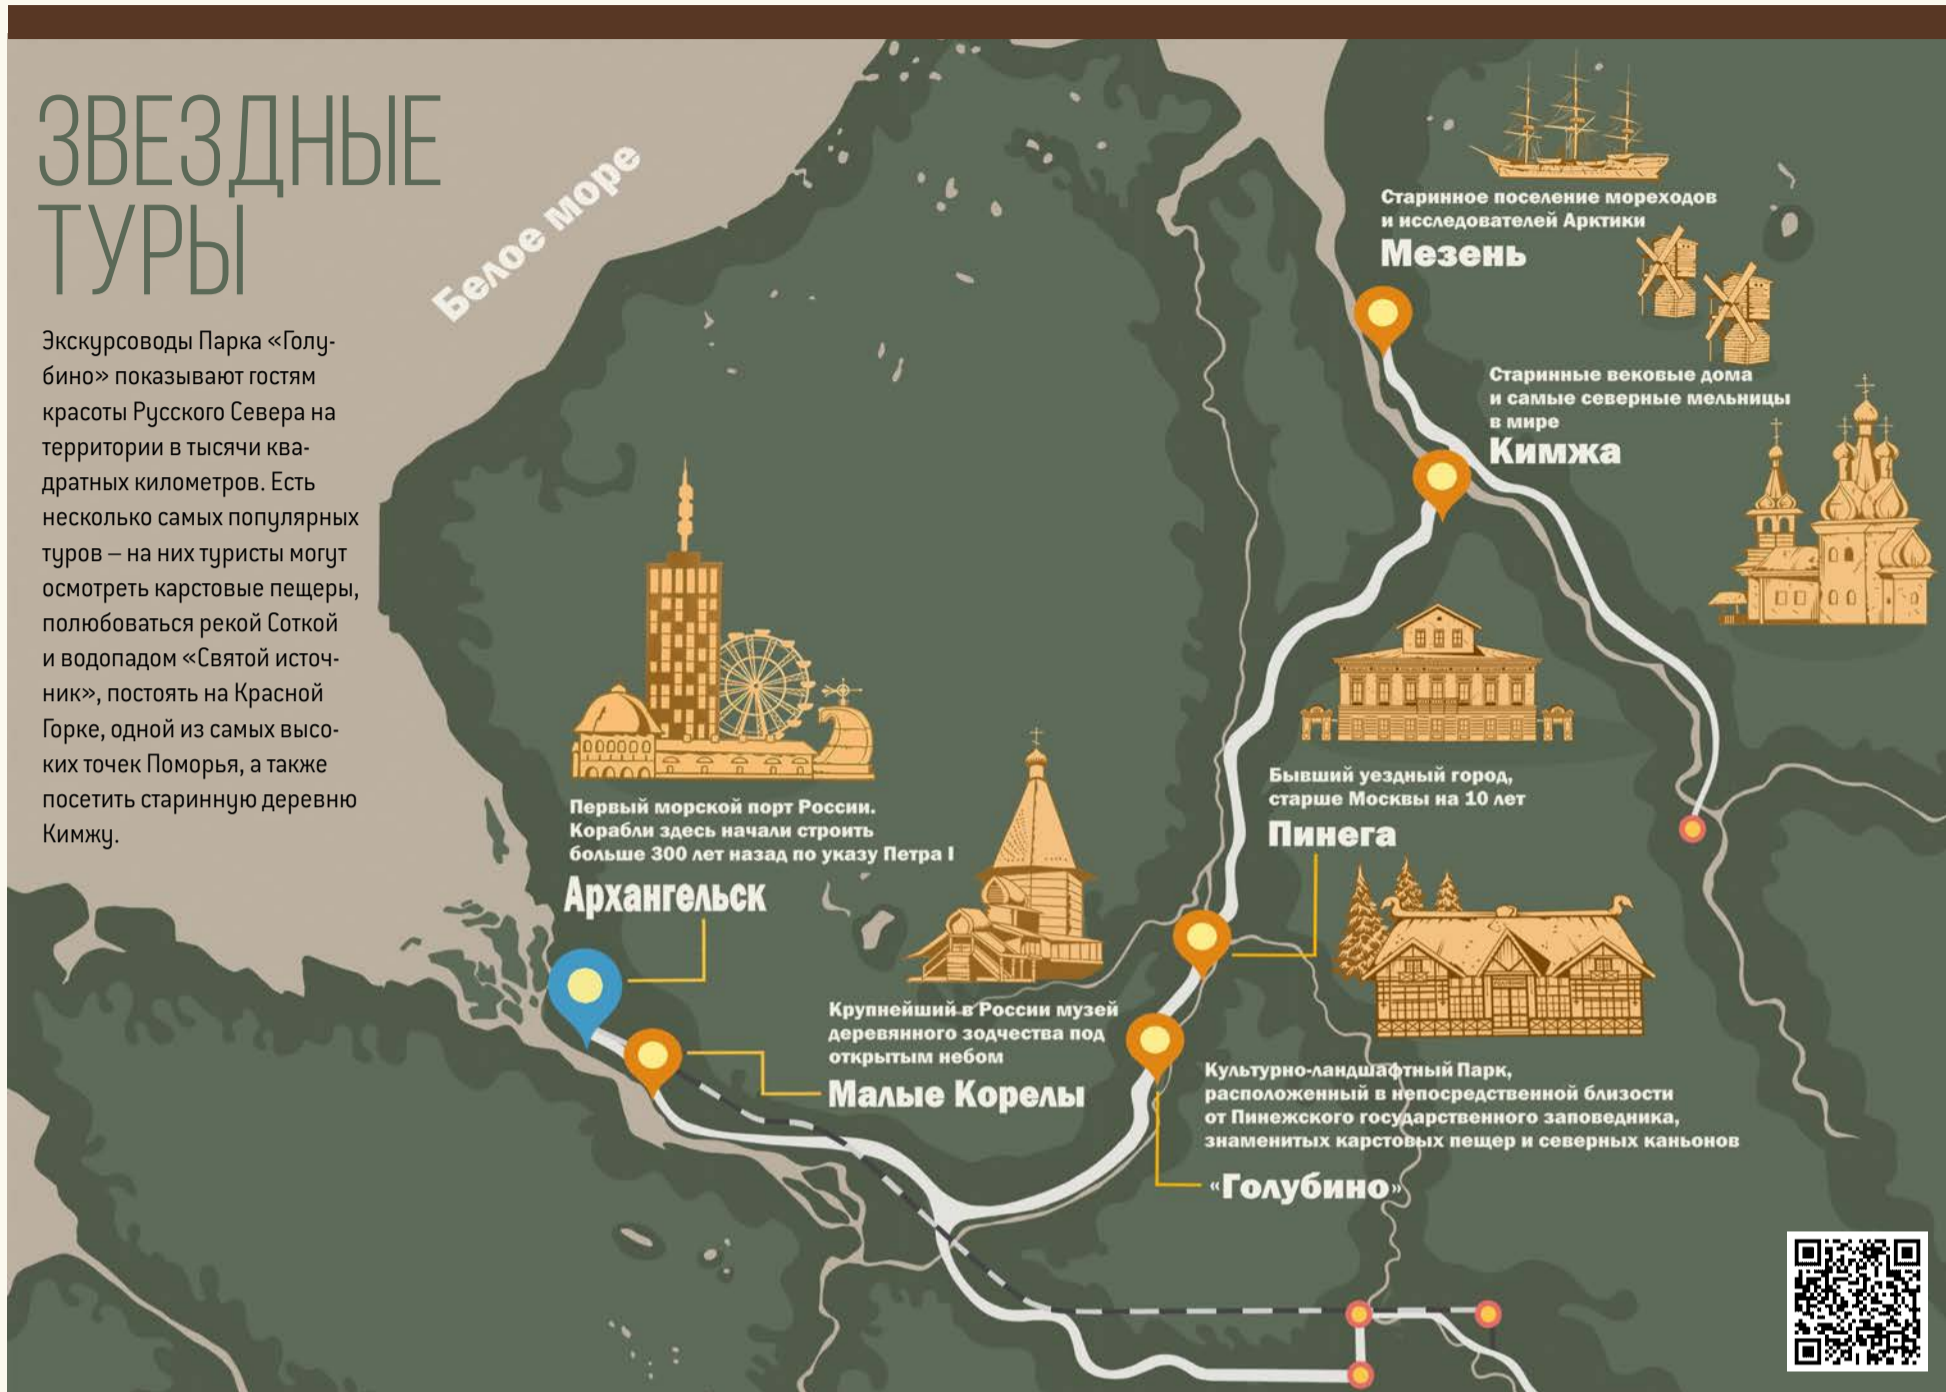 ЗВЕЗДНЫЕ
ТУРЫ
Экскурсоводы Парка «Голу-
бино» показывают гостям
красоты Русского Севера на
территории в тысячи ква-
дратных километров. Есть
несколько самых популярных
туров – на них туристы могут
осмотреть карстовые пещеры,
полюбоваться рекой Соткой
и водопадом «Святой источ-
ник», постоять на Красной
Горке, одной из самых высо-
ких точек Поморья, а также
посетить старинную деревню
Кимжу.
Белое море
Старинное поселение мореходов
и исследователей Арктики
Мезень
Старинные вековые дома
и самые северные мельницы
в мире
Кимжа
Бывший уездный город,
старше Москвы на 10 лет
Пинега
Первый морской порт России.
Корабли здесь начали строить
больше 300 лет назад по указу Петра I
Архангельск
Крупнейший в России музей
деревянного зодчества под
открытым небом
Малые Корелы
Культурно-ландшафтный Парк,
расположенный в непосредственной близости
от Пинежского государственного заповедника,
знаменитых карстовых пещер и северных каньонов
«Голубино»